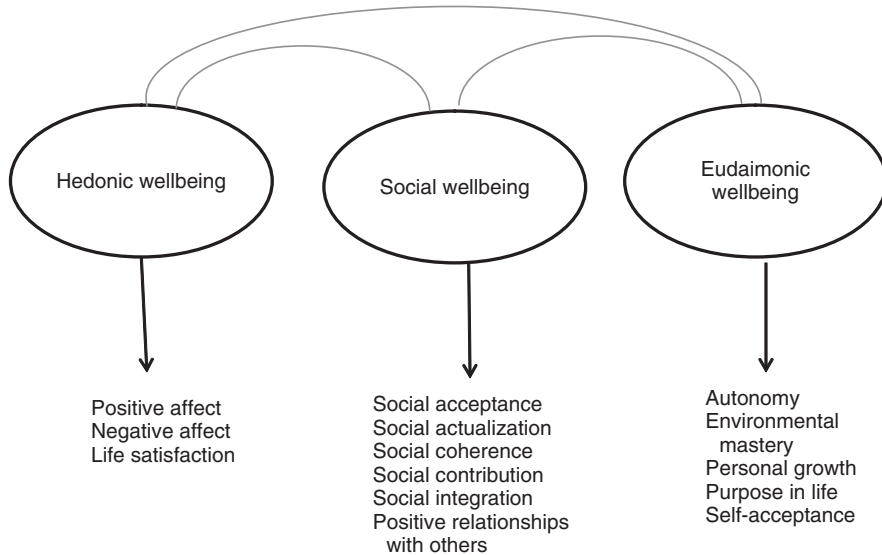 Hedonic wellbeing
Social wellbeing
Eudaimonic
wellbeing
Positive affect
Negative affect
Life satisfaction
Social acceptance
Social actualization
Social coherence
Social contribution
Social integration
Positive relationships
with others
Autonomy
Environmental
mastery
Personal growth
Purpose in life
Self-acceptance